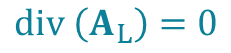 div (𝐀_L) = 0